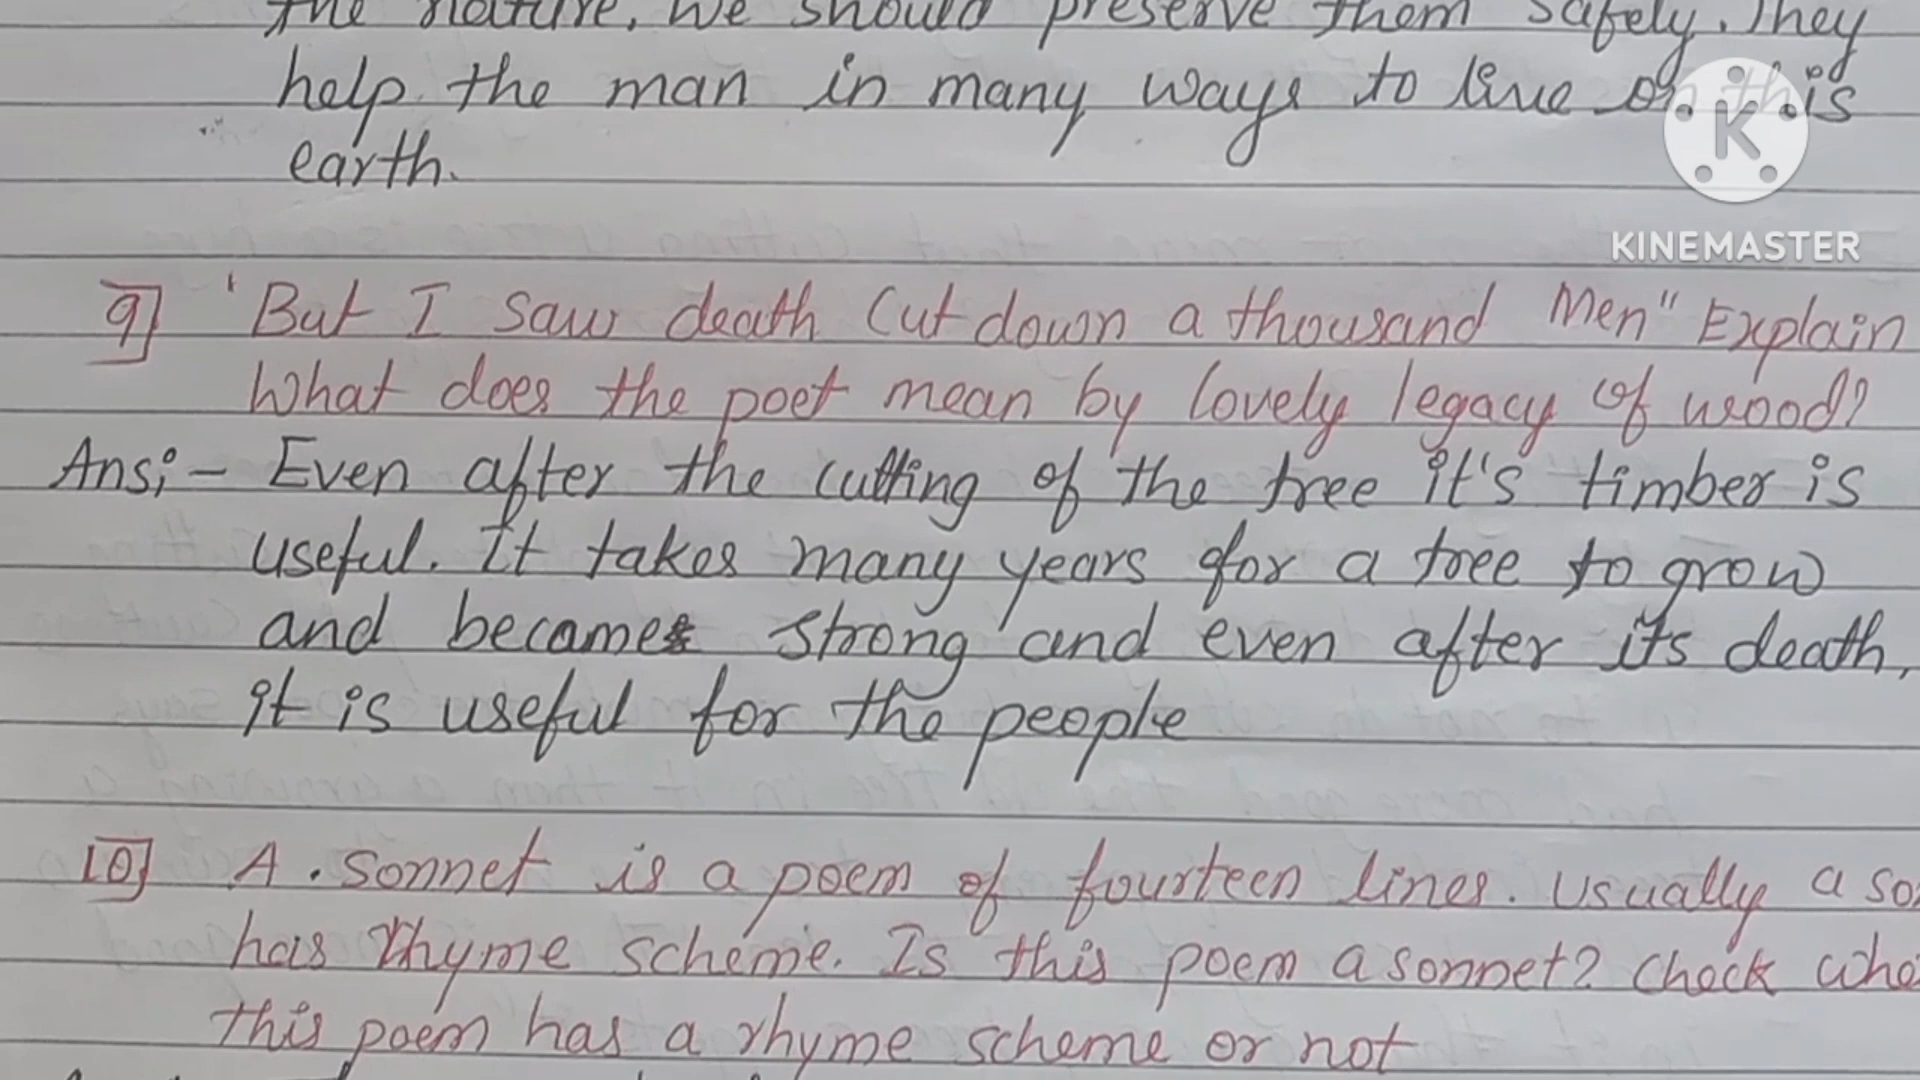 the nature. We should preserve them safely. They
help the man in many ways to live on this
earth.
K
KINEMASTER
9] 'But I saw death Cut down a thousand Men" Explain
What does the poet mean by lovely legacy of wood?
Ans:- Even after the cutting of the tree it's timber is
useful. It takes many years for a tree to grow
and becomes strong and even after its death,
it is useful for the people
10] A. Sonnet is a poem of fourteen lines. Usually a so
has rhyme scheme. Is this poem a sonnet? Check whe
this poem has a rhyme scheme or not